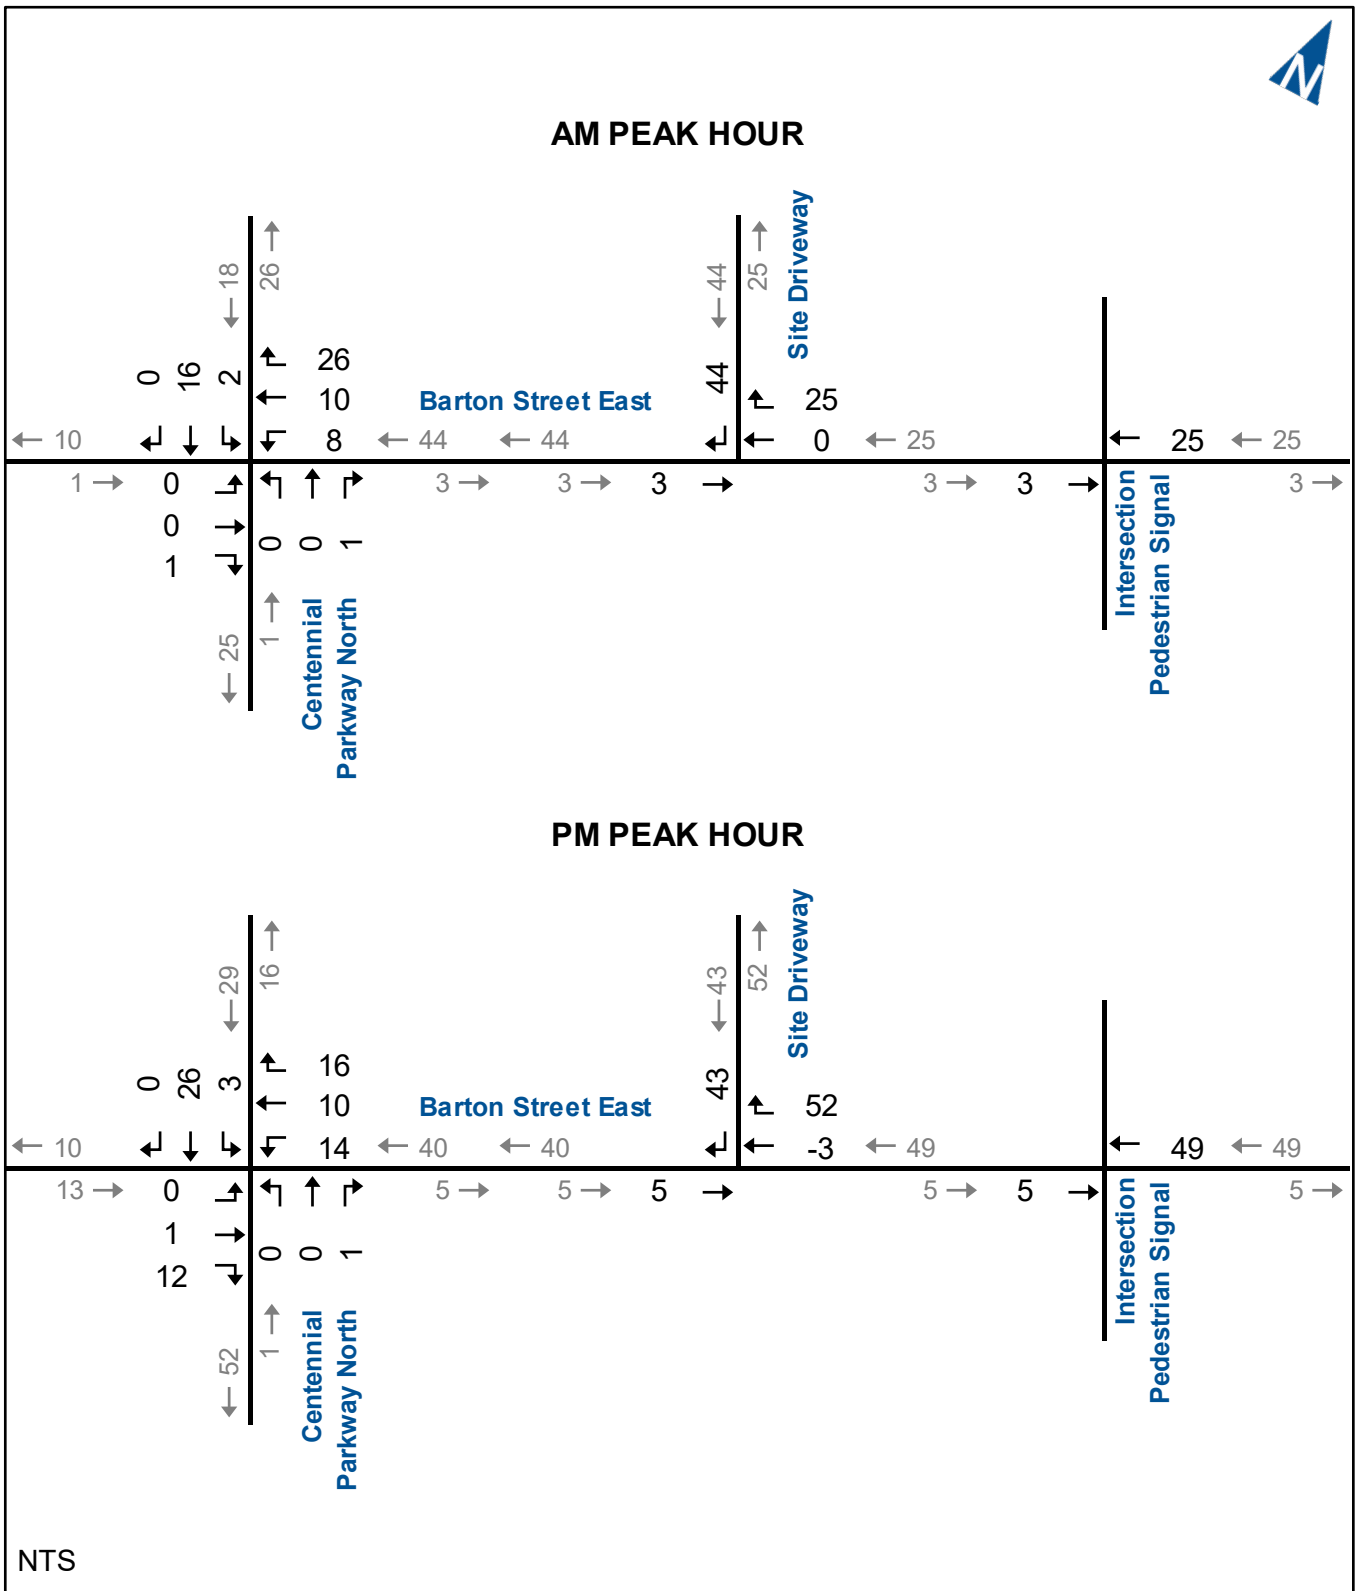 N
AM PEAK HOUR
18
26
44
25
Site Driveway
0 16 2
26
10
8
Barton Street East
44
25
0
10
44
44
25
25
25
1
0
0
1
3
3
3
3
3
3
0 0 1
25
1
Centennial
Parkway North
Intersection
Pedestrian Signal
PM PEAK HOUR
29
16
43
52
Site Driveway
0 26 3
16
10
14
Barton Street East
43
52
-3
10
40
40
49
49
49
13
0
1
12
5
5
5
5
5
5
0 0 1
52
1
Centennial
Parkway North
Intersection
Pedestrian Signal
NTS